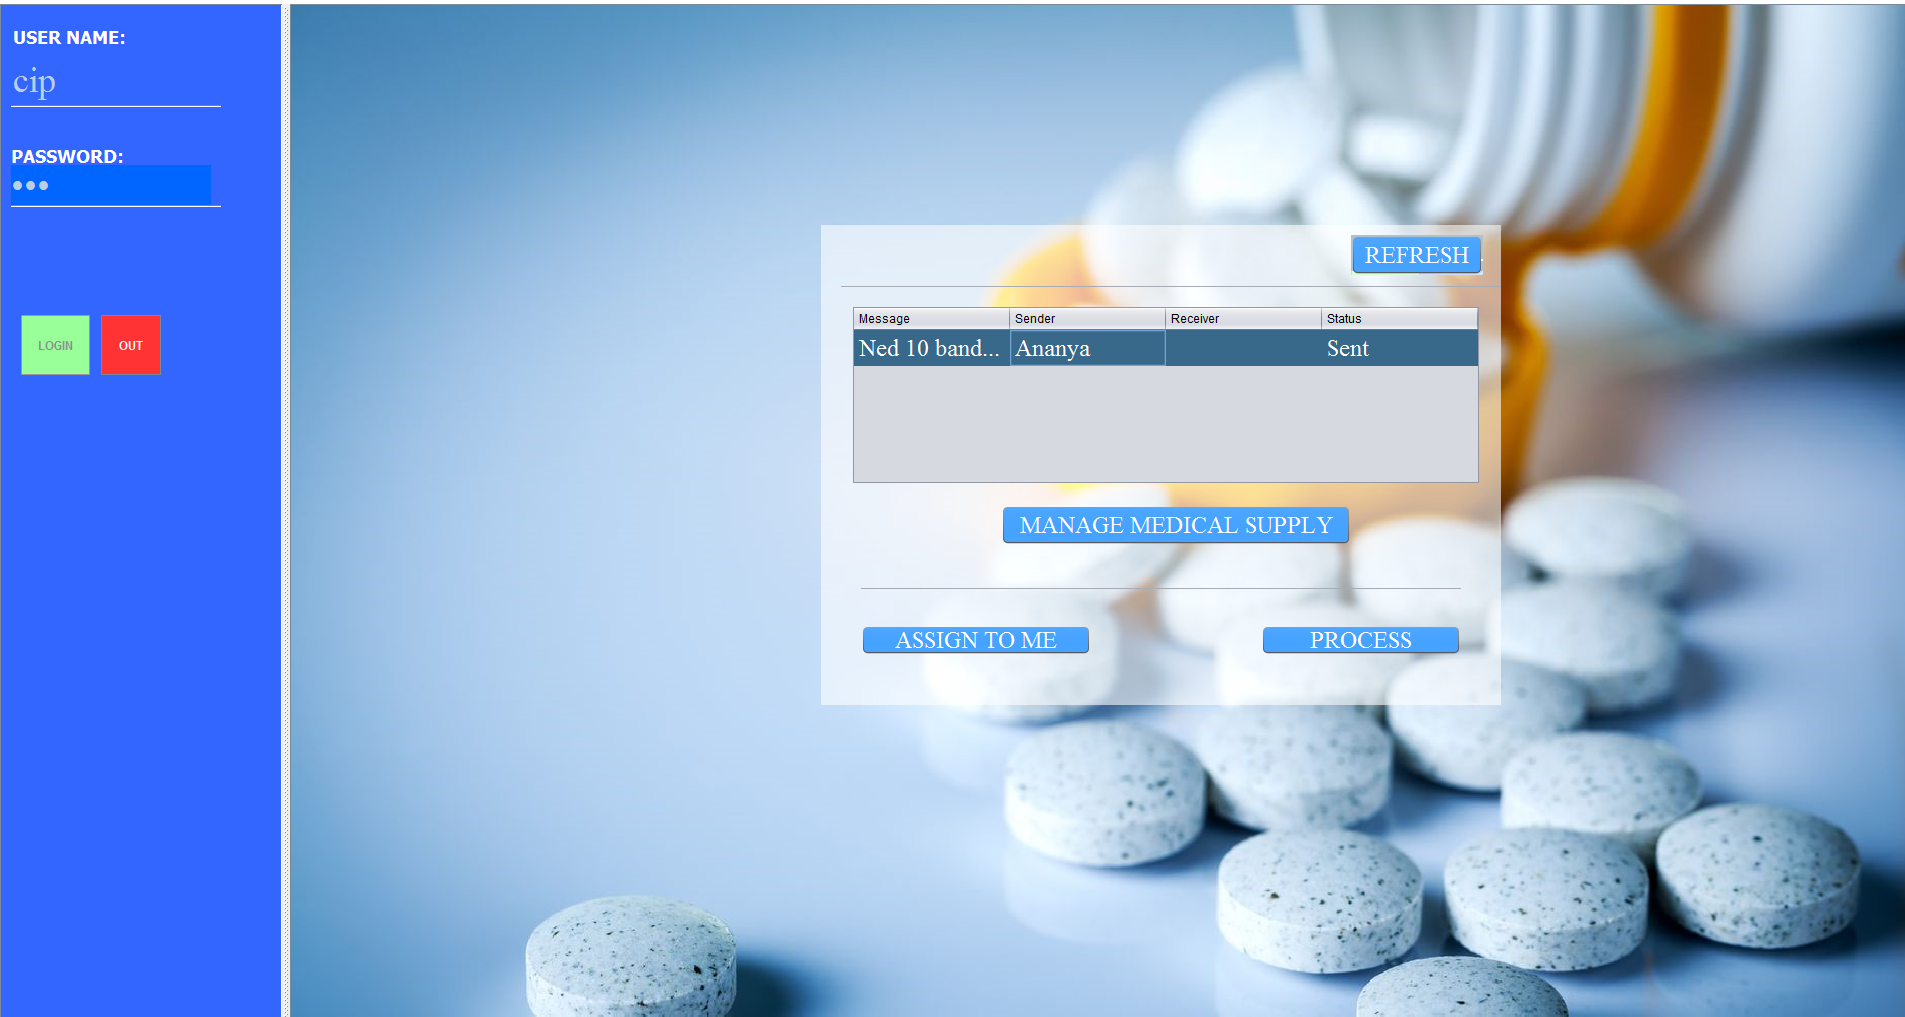 USER NAME:
cip
PASSWORD:
•••
LOGIN OUT
REFRESH
Message Sender Receiver Status
Ned 10 band... Ananya Sent
MANAGE MEDICAL SUPPLY
ASSIGN TO ME PROCESS